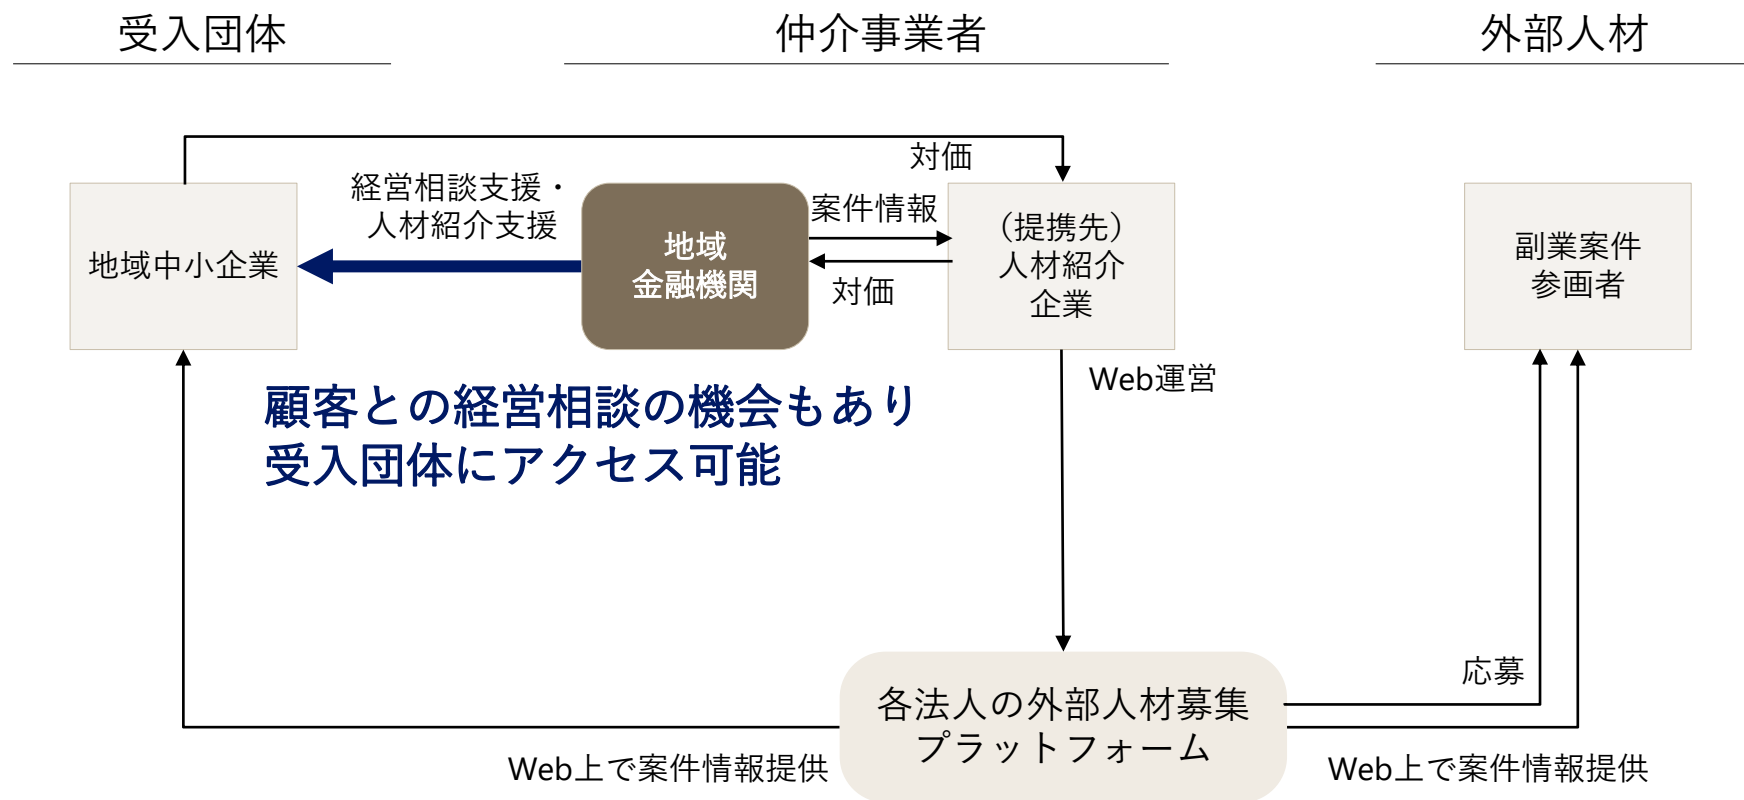 受入団体
仲介事業者
外部人材
対価
経営相談支援・
人材紹介支援
案件情報
対価
地域中小企業
地域
金融機関
（提携先）
人材紹介
企業
副業案件
参画者
Web運営
顧客との経営相談の機会もあり
受入団体にアクセス可能
応募
各法人の外部人材募集
プラットフォーム
Web上で案件情報提供
Web上で案件情報提供